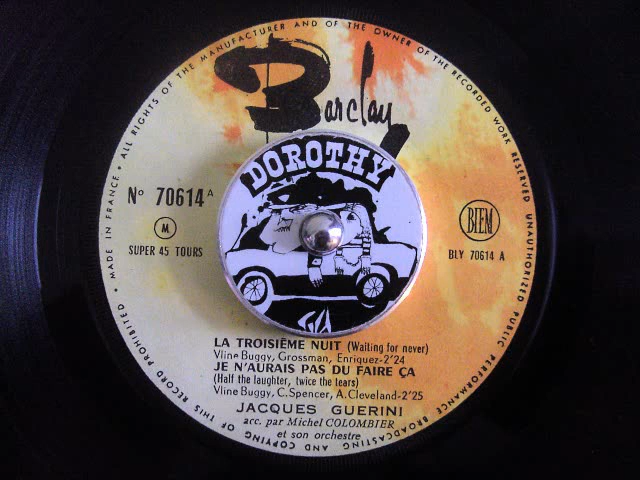 MADE IN FRANCE • ALL RIGHTS OF THE MANUFACTURER AND OF THE OWNER OF THE RECORDED WORK RESERVED UNAUTHORIZED PUBLIC PERFORMANCE BROADCASTING AND COPYING OF THIS RECORD PROHIBITED •
Barclay
DOROTHY
N° 70614 A
M
SUPER 45 TOURS
BIEM
BLY 70614 A
LA TROISIÈME NUIT (Waiting for never)
Vline Buggy, Grossman, Enriquez-2'24
JE N'AURAIS PAS DU FAIRE ÇA
(Half the laughter, twice the tears)
Vline Buggy, C. Spencer, A. Cleveland-2'25
JACQUES GUERINI
acc. par Michel COLOMBIER
et son orchestre